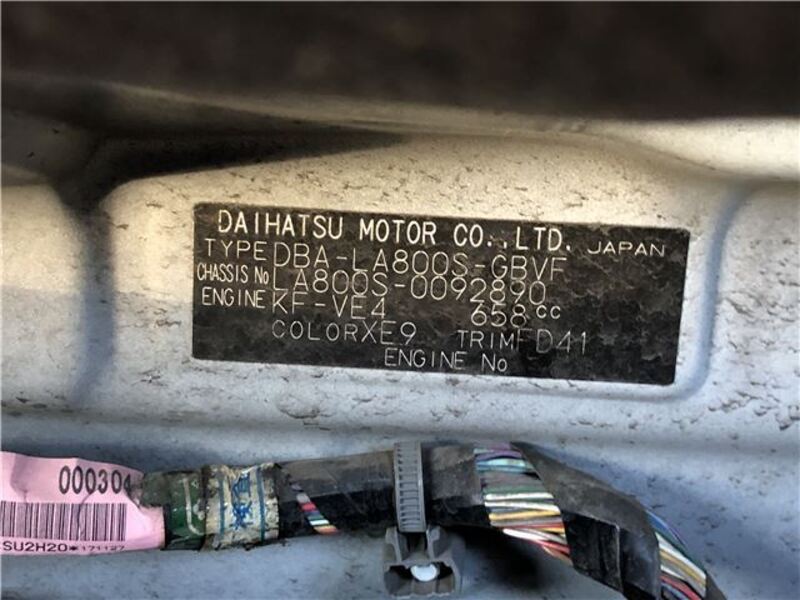 DAIHATSU MOTOR CO.,LTD. JAPAN
TYPE DBA-LA800S-GBVF
CHASSIS No LA800S-0092890
ENGINE KF-VE4 658cc
COLOR XE9 TRIM FD41
ENGINE No
000304
SU2H20*171127